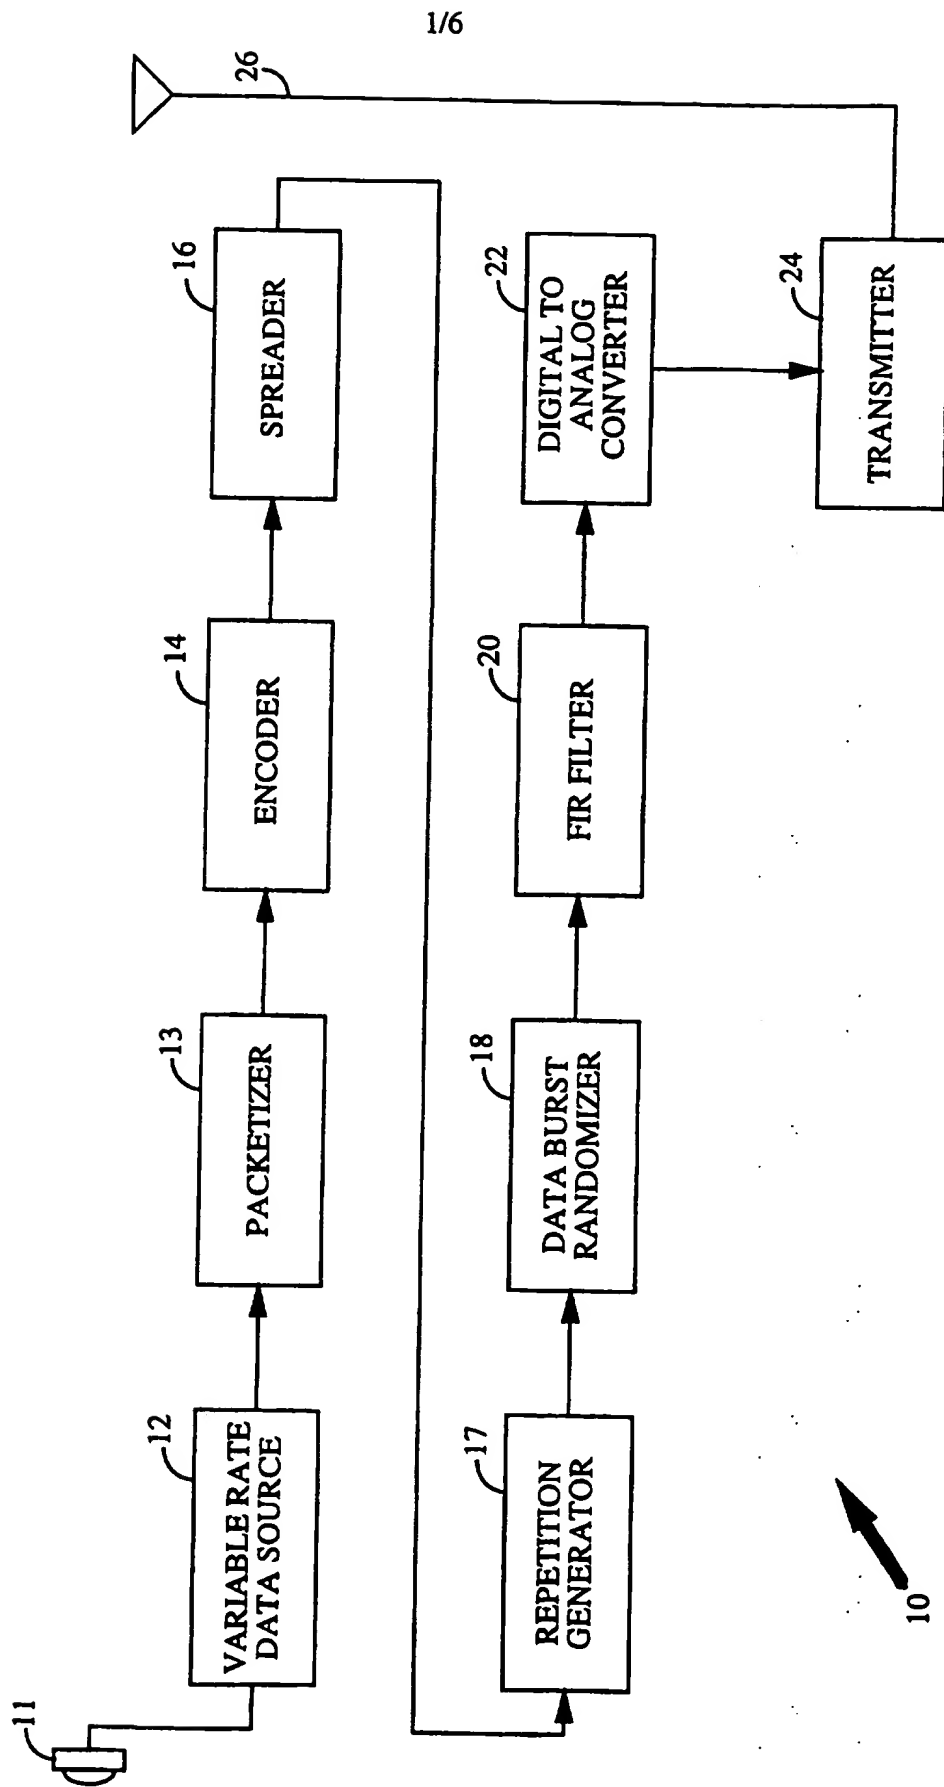 1/6
11
12
VARIABLE RATE
DATA SOURCE
13
PACKETIZER
14
ENCODER
16
SPREADER
26
17
REPETITION
GENERATOR
18
DATA BURST
RANDOMIZER
20
FIR FILTER
22
DIGITAL TO
ANALOG
CONVERTER
24
TRANSMITTER
10